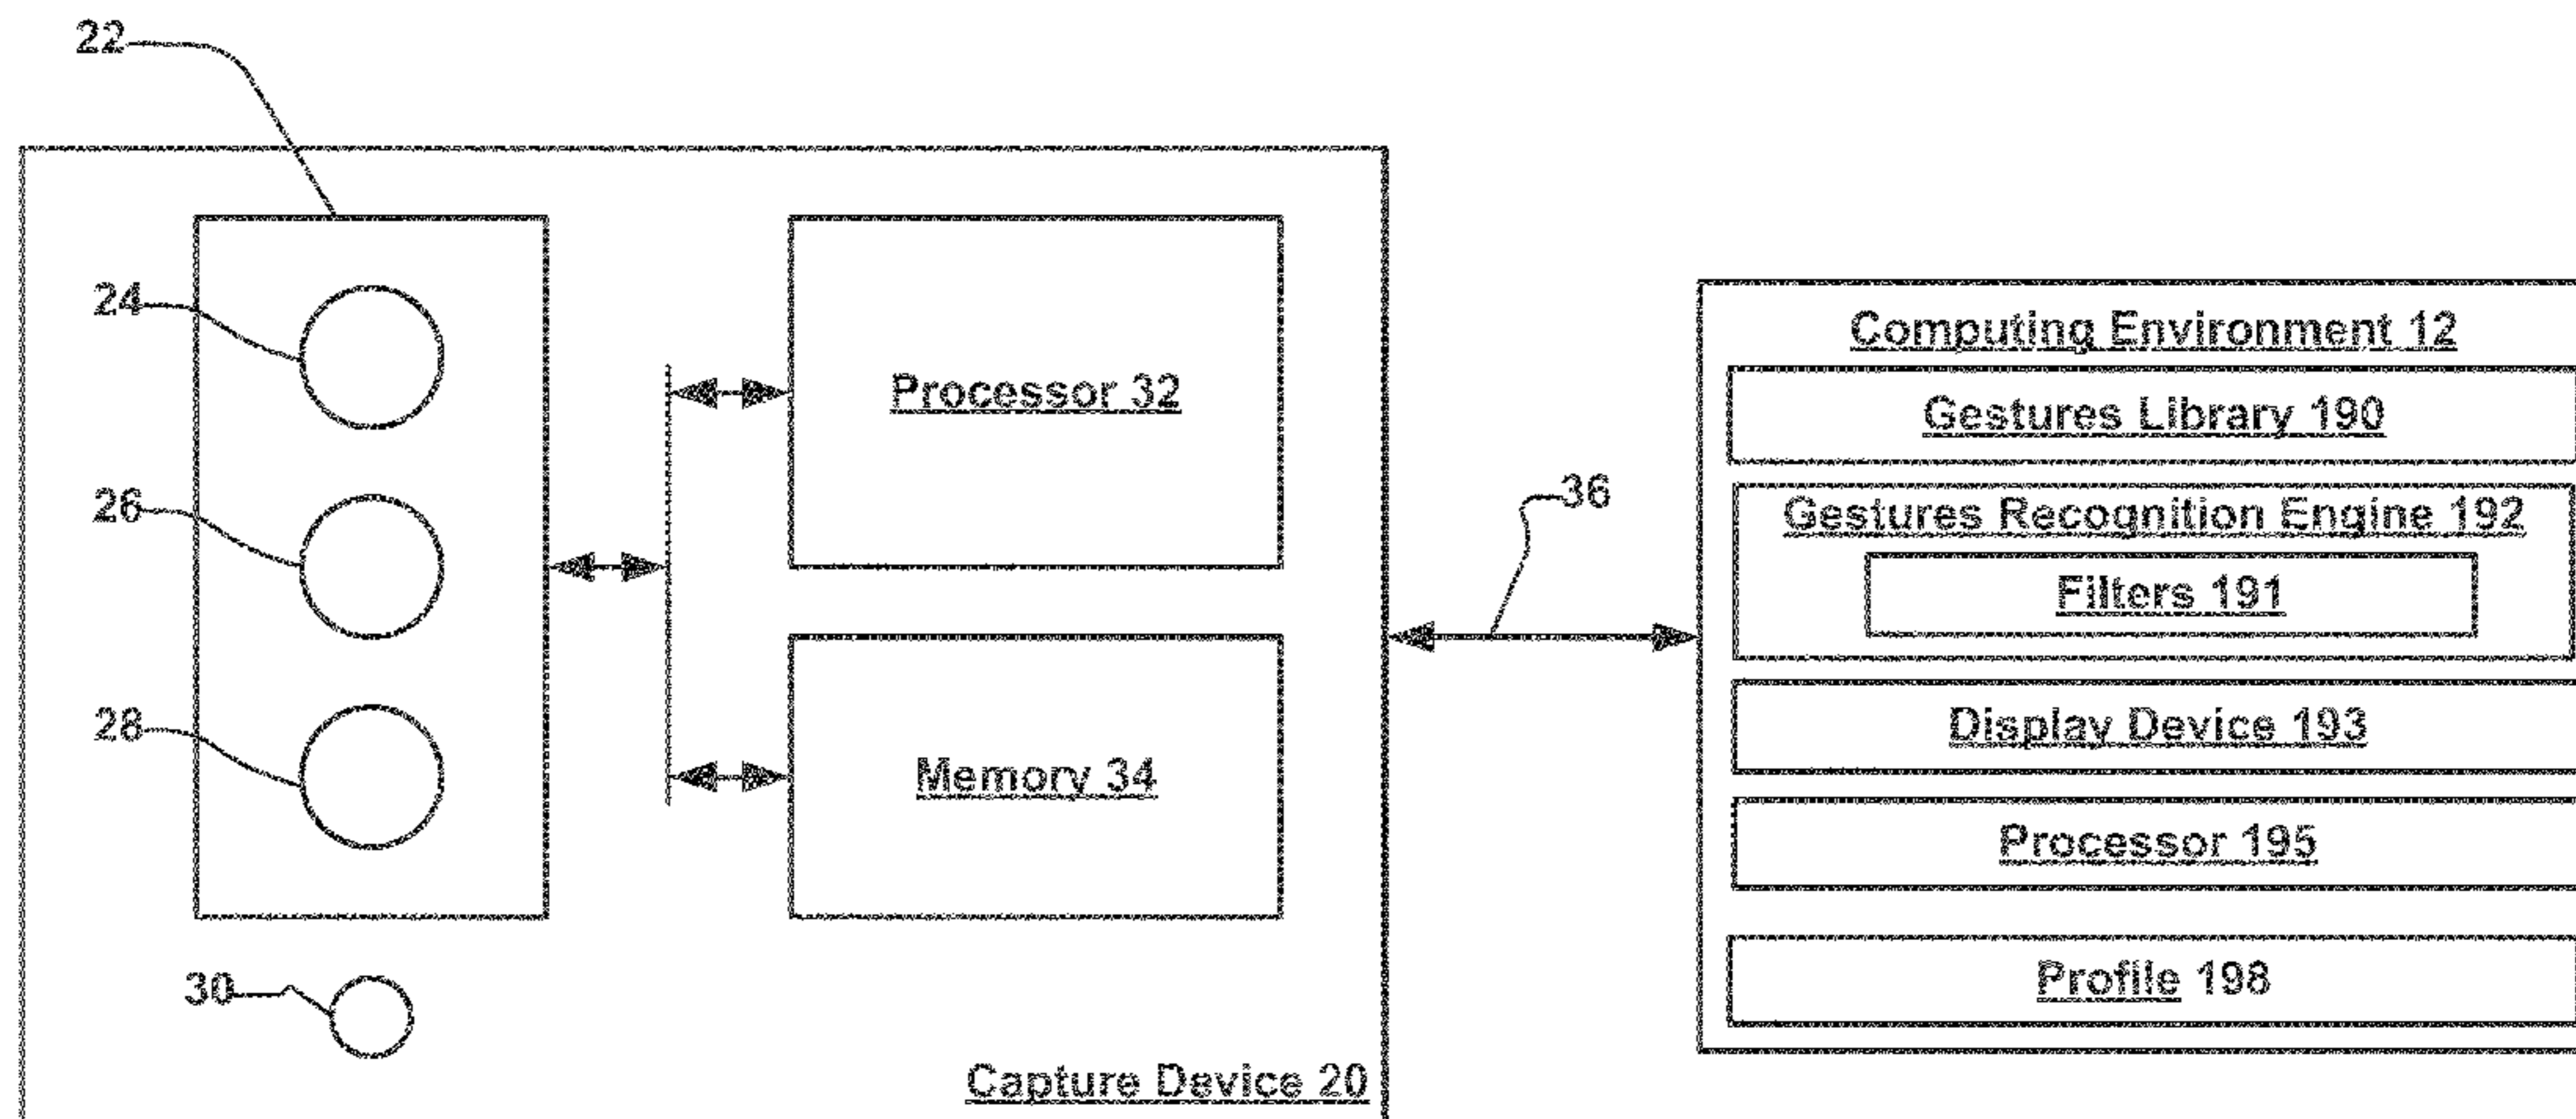 22
24
26
28
30
Processor 32
Memory 34
Capture Device 20
36
Computing Environment 12
Gestures Library 190
Gestures Recognition Engine 192
Filters 191
Display Device 193
Processor 195
Profile 198